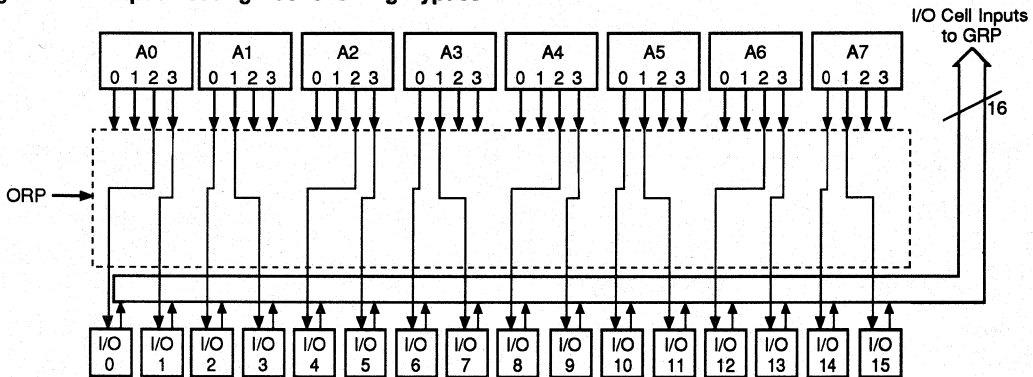 I/O Cell Inputs
to GRP
A0 A1 A2 A3 A4 A5 A6 A7
0 1 2 3 0 1 2 3 0 1 2 3 0 1 2 3 0 1 2 3 0 1 2 3 0 1 2 3 0 1 2 3
16
ORP
I/O I/O I/O I/O I/O I/O I/O I/O I/O I/O I/O I/O I/O I/O I/O I/O
0 1 2 3 4 5 6 7 8 9 10 11 12 13 14 15